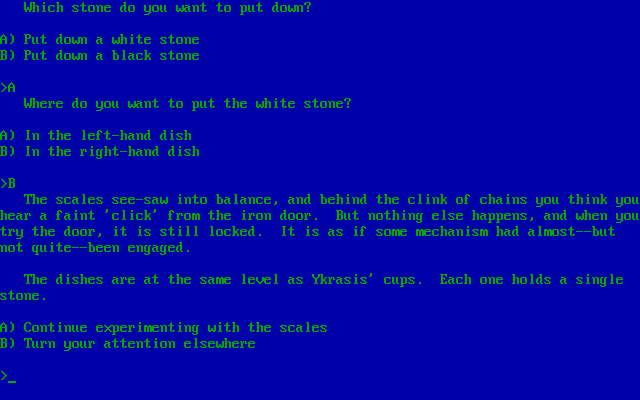 Which stone do you want to put down?
A) Put down a white stone
B) Put down a black stone
>A
Where do you want to put the white stone?
A) In the left-hand dish
B) In the right-hand dish
>B
The scales see-saw into balance, and behind the clink of chains you think you
hear a faint 'click' from the iron door.  But nothing else happens, and when you
try the door, it is still locked.  It is as if some mechanism had almost--but
not quite--been engaged.
The dishes are at the same level as Ykrasis' cups.  Each one holds a single
stone.
A) Continue experimenting with the scales
B) Turn your attention elsewhere
>_